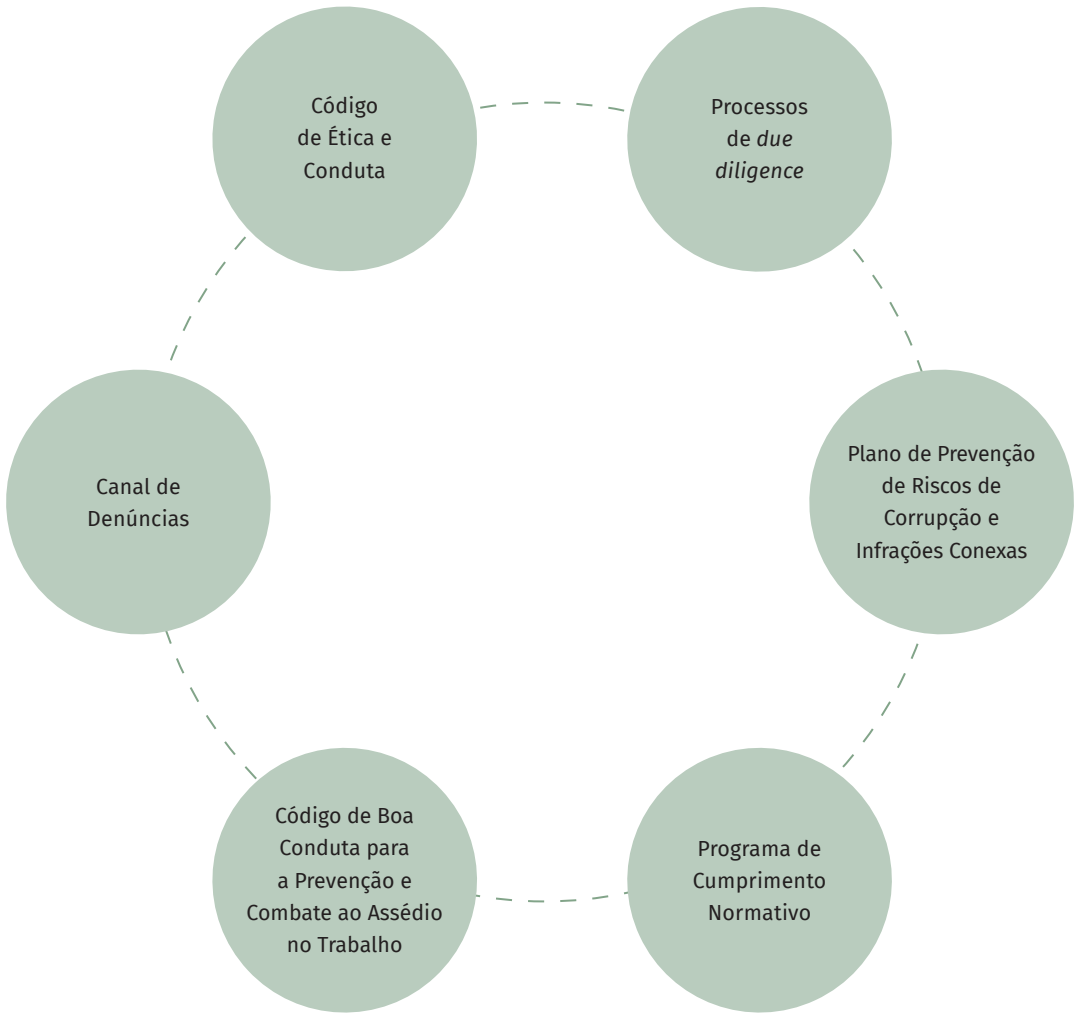 Código
de Ética e
Conduta
Processos
de due
diligence
Plano de Prevenção
de Riscos de
Corrupção e
Infrações Conexas
Programa de
Cumprimento
Normativo
Código de Boa
Conduta para
a Prevenção e
Combate ao Assédio
no Trabalho
Canal de
Denúncias